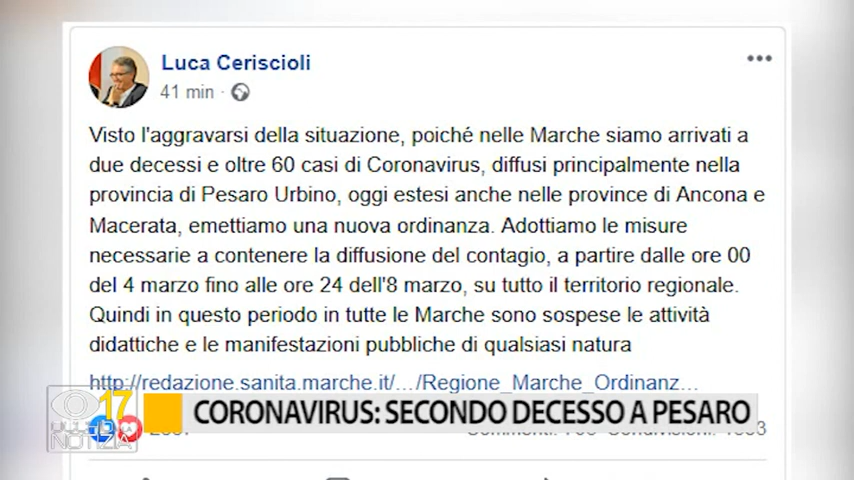 Luca Ceriscioli
41 min
Visto l'aggravarsi della situazione, poiché nelle Marche siamo arrivati a
due decessi e oltre 60 casi di Coronavirus, diffusi principalmente nella
provincia di Pesaro Urbino, oggi estesi anche nelle province di Ancona e
Macerata, emettiamo una nuova ordinanza. Adottiamo le misure
necessarie a contenere la diffusione del contagio, a partire dalle ore 00
del 4 marzo fino alle ore 24 dell'8 marzo, su tutto il territorio regionale.
Quindi in questo periodo in tutte le Marche sono sospese le attività
didattiche e le manifestazioni pubbliche di qualsiasi natura
http://redazione.sanita.marche.it/.../Regione_Marche_Ordinanz...
17
CORONAVIRUS: SECONDO DECESSO A PESARO
NOTIZIA